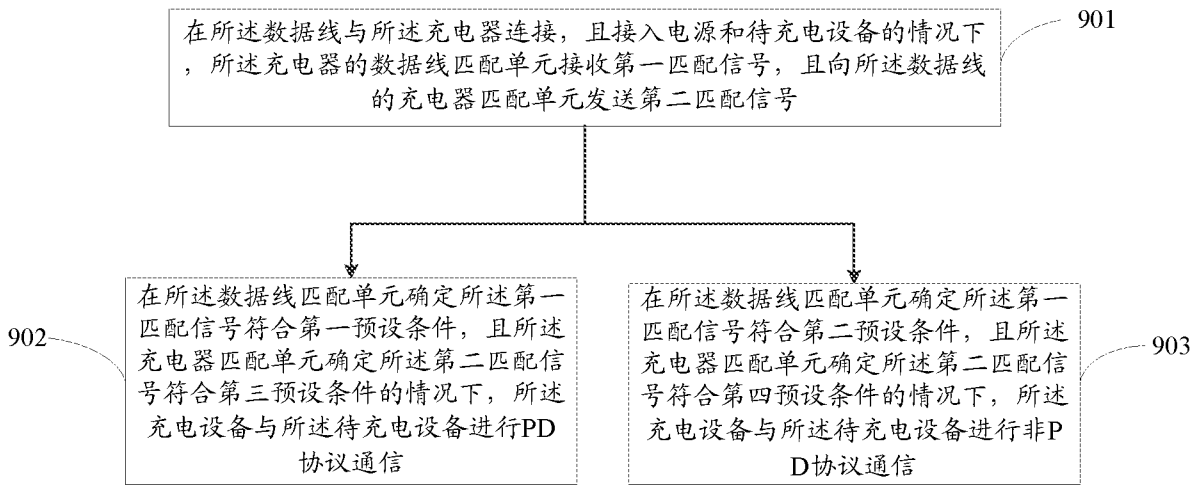 在所述数据线与所述充电器连接，且接入电源和待充电设备的情况下
，所述充电器的数据线匹配单元接收第一匹配信号，且向所述数据线
的充电器匹配单元发送第二匹配信号
901
在所述数据线匹配单元确定所述第一
匹配信号符合第一预设条件，且所述
充电器匹配单元确定所述第二匹配信
号符合第三预设条件的情况下，所述
充电设备与所述待充电设备进行PD
协议通信
902
在所述数据线匹配单元确定所述第一
匹配信号符合第二预设条件，且所述
充电器匹配单元确定所述第二匹配信
号符合第四预设条件的情况下，所述
充电设备与所述待充电设备进行非P
D协议通信
903